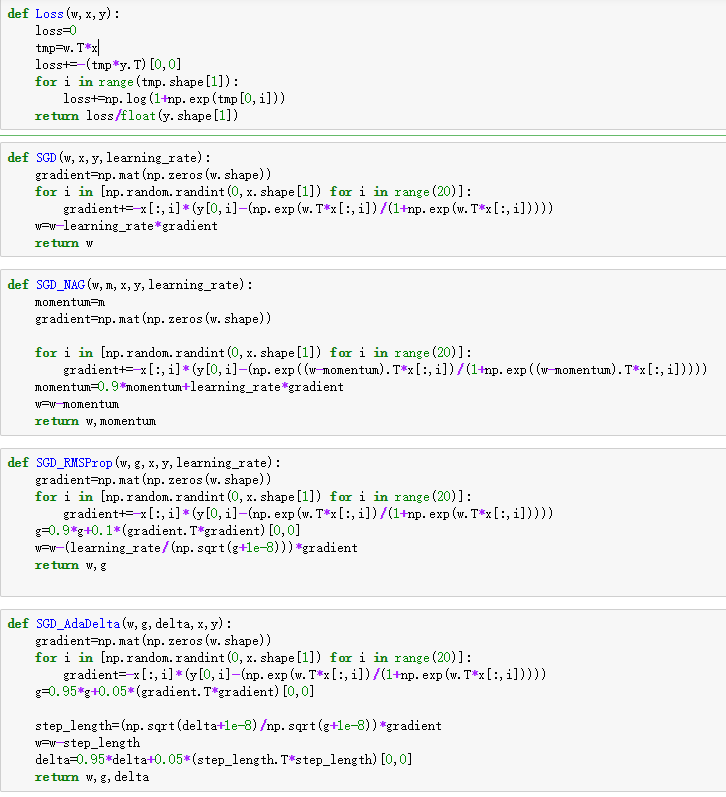 def Loss(w,x,y):
    loss=0
    tmp=w.T*x
    loss+=-(tmp*y.T)[0,0]
    for i in range(tmp.shape[1]):
        loss+=np.log(1+np.exp(tmp[0,i]))
    return loss/float(y.shape[1])
def SGD(w,x,y,learning_rate):
    gradient=np.mat(np.zeros(w.shape))
    for i in [np.random.randint(0,x.shape[1]) for i in range(20)]:
        gradient+=-x[:,i]*(y[0,i]-(np.exp(w.T*x[:,i])/(1+np.exp(w.T*x[:,i]))))
    w=w-learning_rate*gradient
    return w
def SGD_NAG(w,m,x,y,learning_rate):
    momentum=m
    gradient=np.mat(np.zeros(w.shape))
    for i in [np.random.randint(0,x.shape[1]) for i in range(20)]:
        gradient+=-x[:,i]*(y[0,i]-(np.exp((w-momentum).T*x[:,i])/(1+np.exp((w-momentum).T*x[:,i]))))
    momentum=0.9*momentum+learning_rate*gradient
    w=w-momentum
    return w,momentum
def SGD_RMSProp(w,g,x,y,learning_rate):
    gradient=np.mat(np.zeros(w.shape))
    for i in [np.random.randint(0,x.shape[1]) for i in range(20)]:
        gradient+=-x[:,i]*(y[0,i]-(np.exp(w.T*x[:,i])/(1+np.exp(w.T*x[:,i]))))
    g=0.9*g+0.1*(gradient.T*gradient)[0,0]
    w=w-(learning_rate/(np.sqrt(g+1e-8)))*gradient
    return w,g
def SGD_AdaDelta(w,g,delta,x,y):
    gradient=np.mat(np.zeros(w.shape))
    for i in [np.random.randint(0,x.shape[1]) for i in range(20)]:
        gradient=-x[:,i]*(y[0,i]-(np.exp(w.T*x[:,i])/(1+np.exp(w.T*x[:,i]))))
    g=0.95*g+0.05*(gradient.T*gradient)[0,0]
    step_length=(np.sqrt(delta+1e-8)/np.sqrt(g+1e-8))*gradient
    w=w-step_length
    delta=0.95*delta+0.05*(step_length.T*step_length)[0,0]
    return w,g,delta